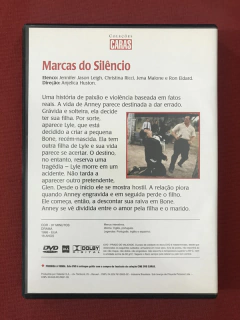 COLEÇÃO
CARAS
Marcas do Silêncio
Elenco: Jennifer Jason Leigh, Christina Ricci, Jena Malone e Ron Eldard.
Direção: Anjelica Huston.
Uma história de paixão e violência baseada em fatos
reais. A vida de Anney parece destinada a dar errado.
Grávida e solteira, ela decide
ter sua filha. Por sorte,
aparece Lyle, que está
decidido a criar a pequena
Bone, recém-nascida. Ela tem
outra filha de Lyle e sua vida
parece se acertar. O destino,
no entanto, reserva uma
tragédia – Lyle morre em um
acidente. Não tarda a
aparecer outro pretendente,
Glen. Desde o início ele se mostra hostil. A relação piora
quando Anney engravida e em seguida perde o filho.
Ele começa, então, a descontar sua raiva em Bone.
Anney se vê dividida entre o amor pela filha e o marido.
DVD
DOLBY
DIGITAL